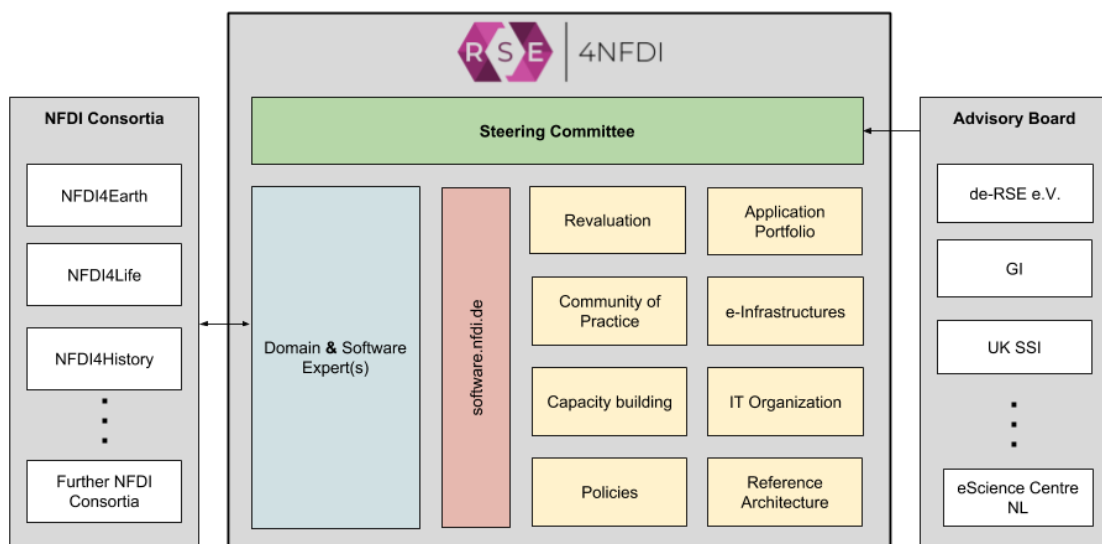 RSE | 4NFDI
NFDI Consortia
NFDI4Earth
NFDI4Life
NFDI4History
Further NFDI
Consortia
Steering Committee
Domain & Software
Expert(s)
software.nfdi.de
Revaluation
Application
Portfolio
Community of
Practice
e-Infrastructures
Capacity building
IT Organization
Policies
Reference
Architecture
Advisory Board
de-RSE e.V.
GI
UK SSI
eScience Centre
NL